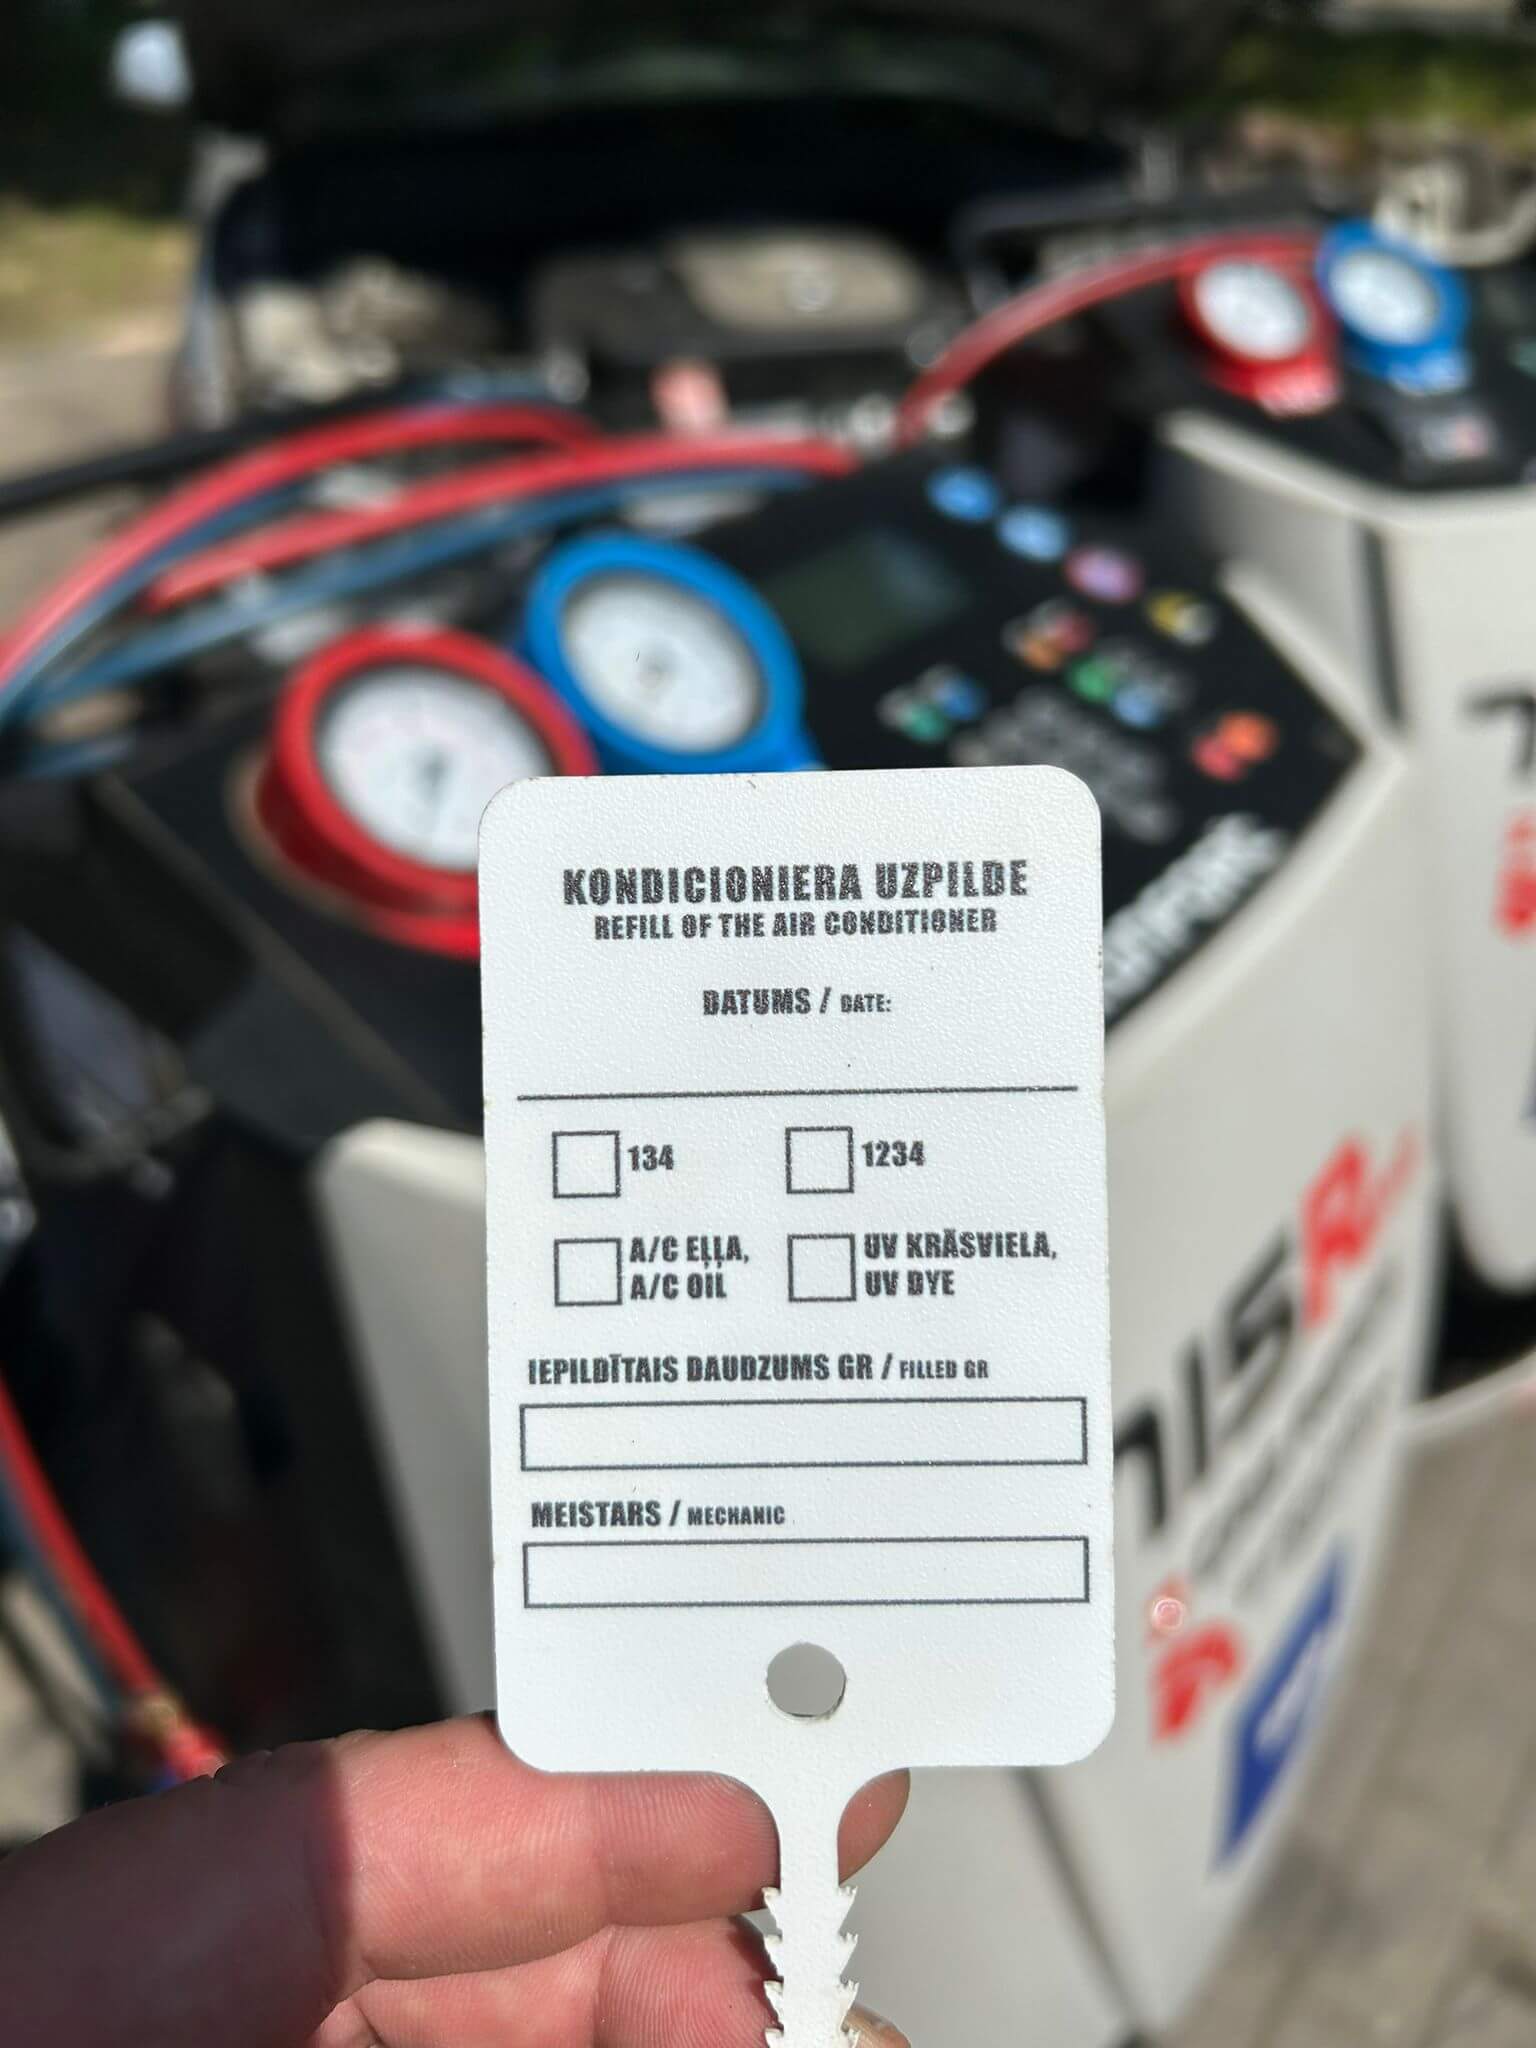 KONDICIONIERA UZPILDE
REFILL OF THE AIR CONDITIONER
DATUMS / DATE:
134
1234
A/C EĻĻA,
A/C OIL
UV KRĀSVIELA,
UV DYE
IEPILDĪTAIS DAUDZUMS GR / FILLED GR
MEISTARS / MECHANIC